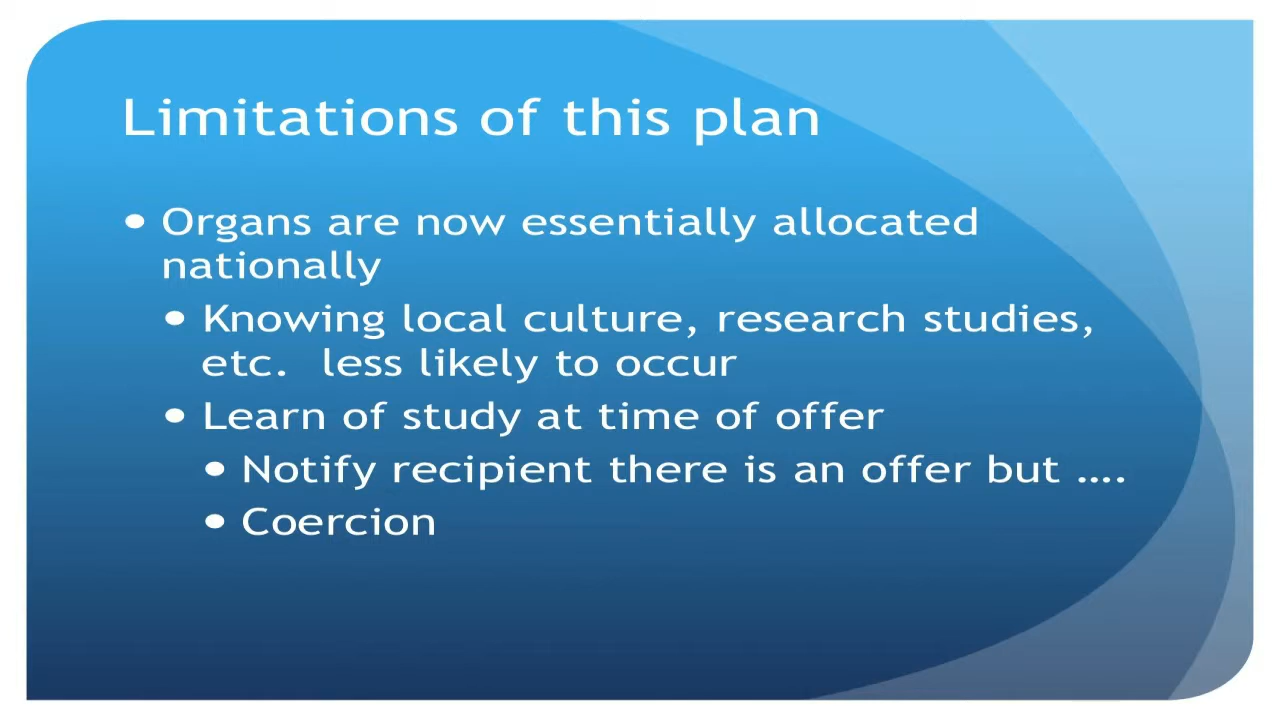 Limitations of this plan
• Organs are now essentially allocated
nationally
• Knowing local culture, research studies,
etc.  less likely to occur
• Learn of study at time of offer
• Notify recipient there is an offer but ....
• Coercion